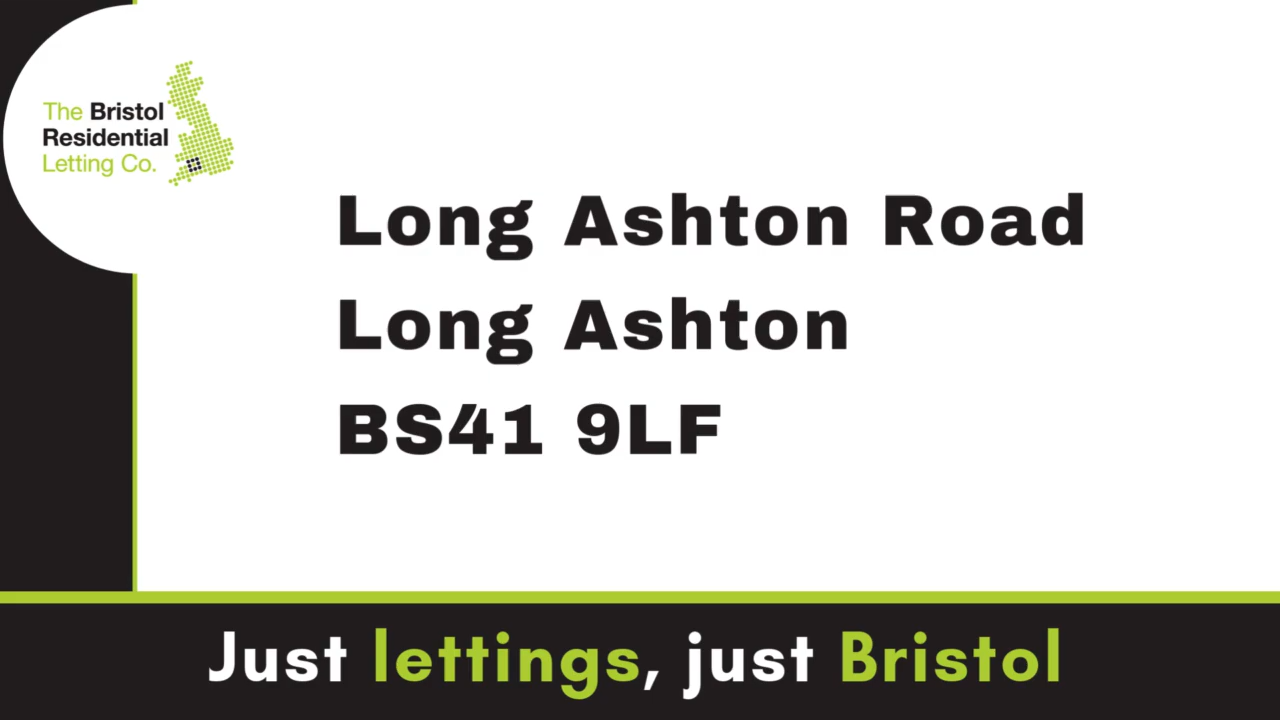 The Bristol
Residential
Letting Co.
Long Ashton Road
Long Ashton
BS41 9LF
Just lettings, just Bristol